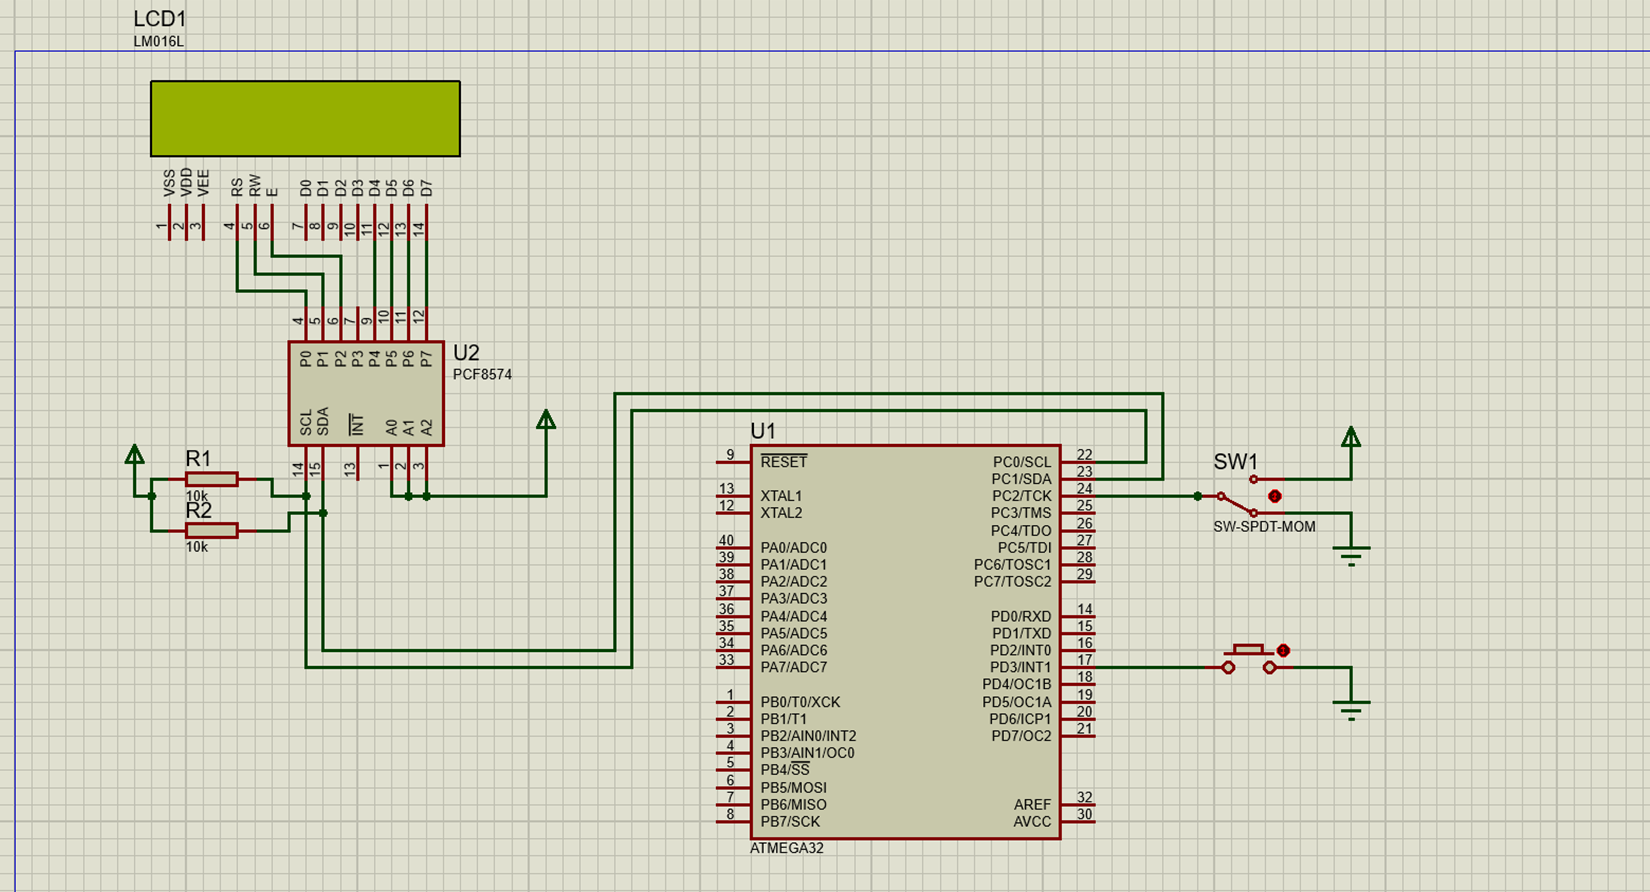 LCD1
LM016L
VSS VDD VEE RS RW E D0 D1 D2 D3 D4 D5 D6 D7
1 2 3 4 5 6 7 8 9 10 11 12 13 14
4 5 6 7 9 10 11 12
P0 P1 P2 P3 P4 P5 P6 P7
U2
PCF8574
SCL SDA INT A0 A1 A2
14 15 13 1 2 3
R1
10k
R2
10k
U1
9 RESET PC0/SCL 22
PC1/SDA 23
13 XTAL1 PC2/TCK 24
12 XTAL2 PC3/TMS 25
PC4/TDO 26
40 PA0/ADC0 PC5/TDI 27
39 PA1/ADC1 PC6/TOSC1 28
38 PA2/ADC2 PC7/TOSC2 29
37 PA3/ADC3
36 PA4/ADC4 PD0/RXD 14
35 PA5/ADC5 PD1/TXD 15
34 PA6/ADC6 PD2/INT0 16
33 PA7/ADC7 PD3/INT1 17
PD4/OC1B 18
1 PB0/T0/XCK PD5/OC1A 19
2 PB1/T1 PD6/ICP1 20
3 PB2/AIN0/INT2 PD7/OC2 21
4 PB3/AIN1/OC0
5 PB4/SS
6 PB5/MOSI
7 PB6/MISO AREF 32
8 PB7/SCK AVCC 30
ATMEGA32
SW1
SW-SPDT-MOM